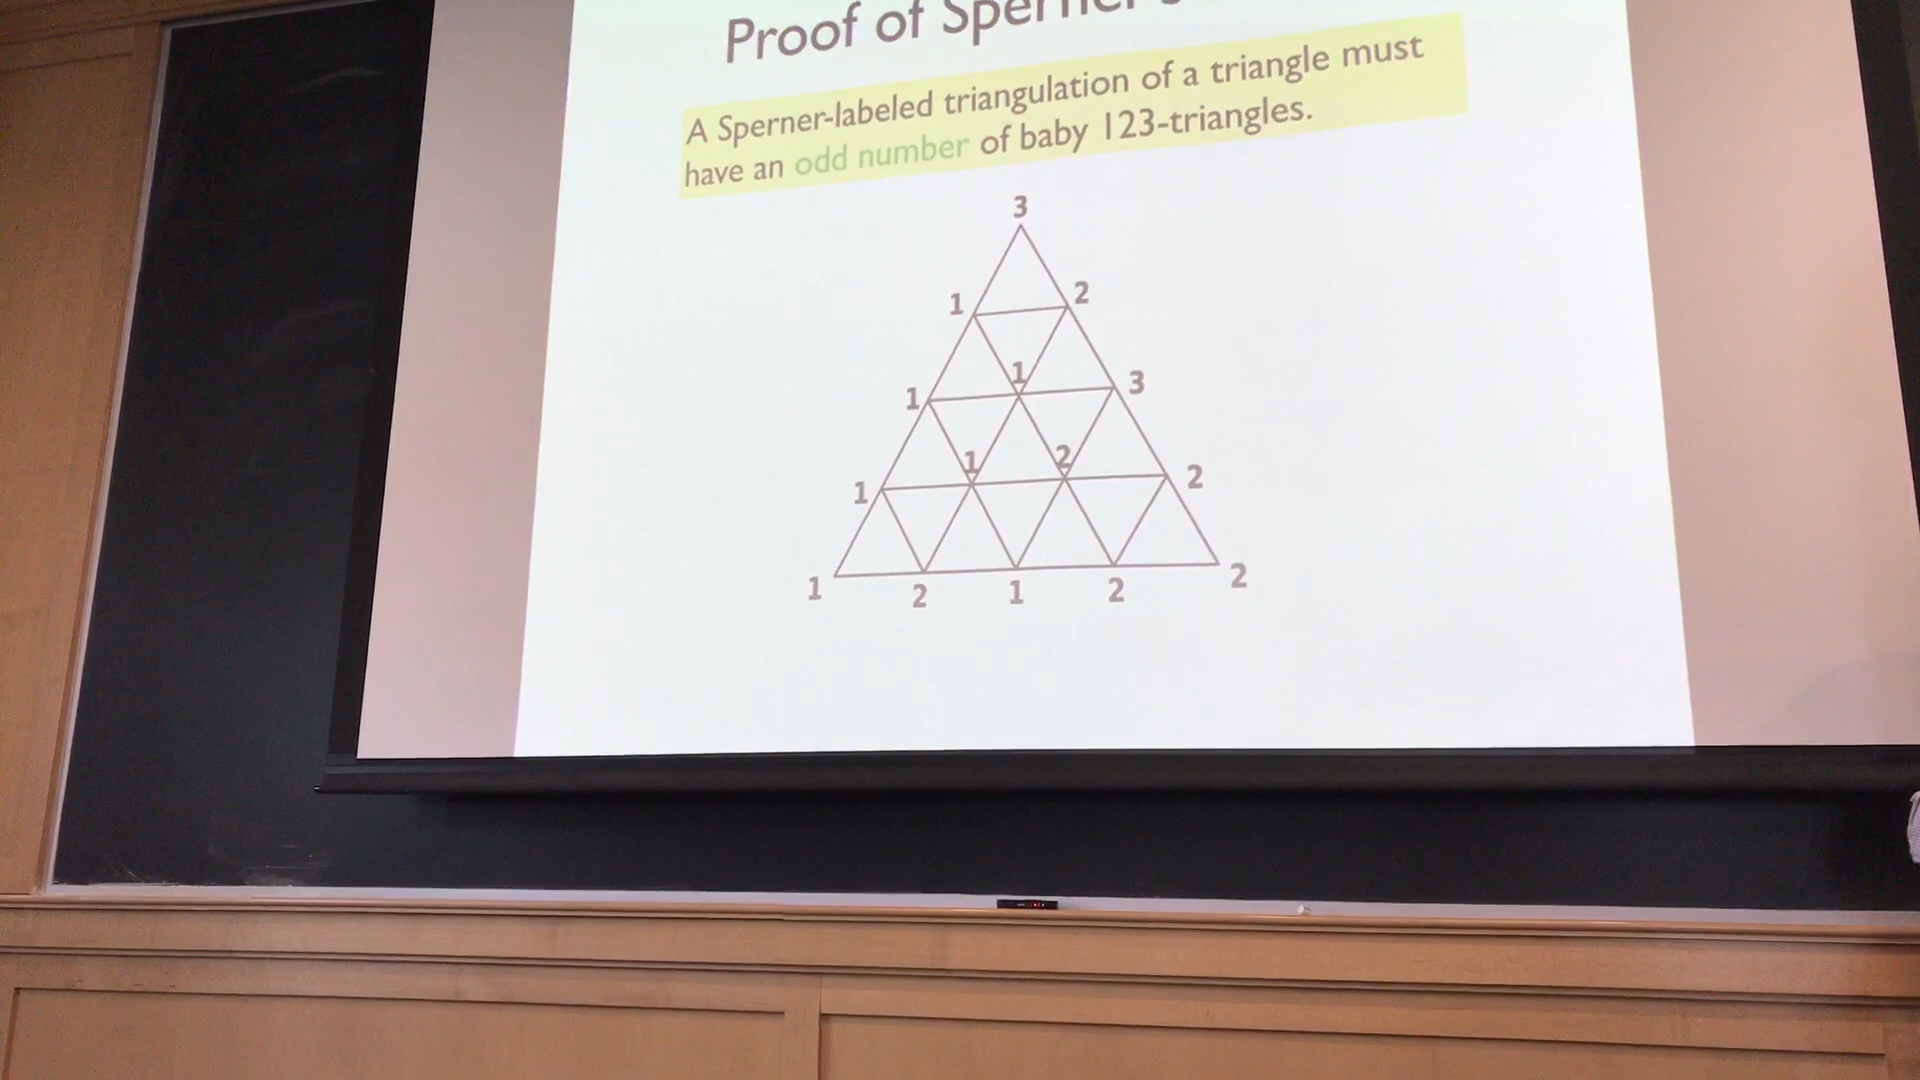 Proof of Sperner's
A Sperner-labeled triangulation of a triangle must
have an odd number of baby 123-triangles.
3
1 2
1 1 3
1 1 2 2
1 2 1 2 2